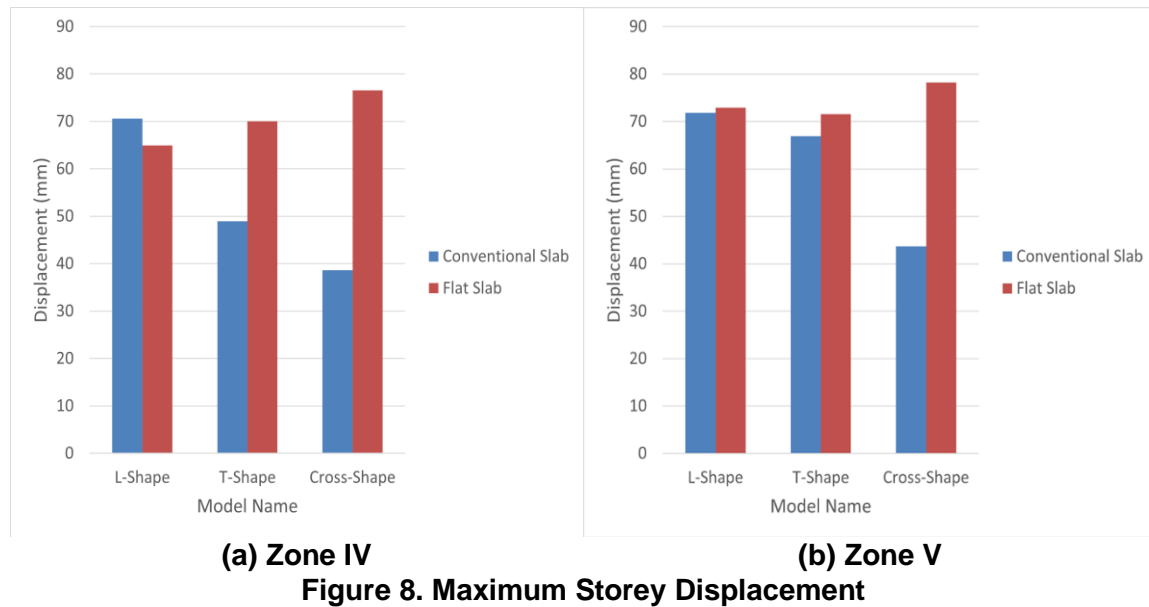 90
80
70
60
50
40
30
20
10
0
Displacement (mm)
L-Shape T-Shape Cross-Shape
Model Name
Conventional Slab
Flat Slab
(a) Zone IV
90
80
70
60
50
40
30
20
10
0
Displacement (mm)
L-Shape T-Shape Cross-Shape
Model Name
Conventional Slab
Flat Slab
(b) Zone V
Figure 8. Maximum Storey Displacement